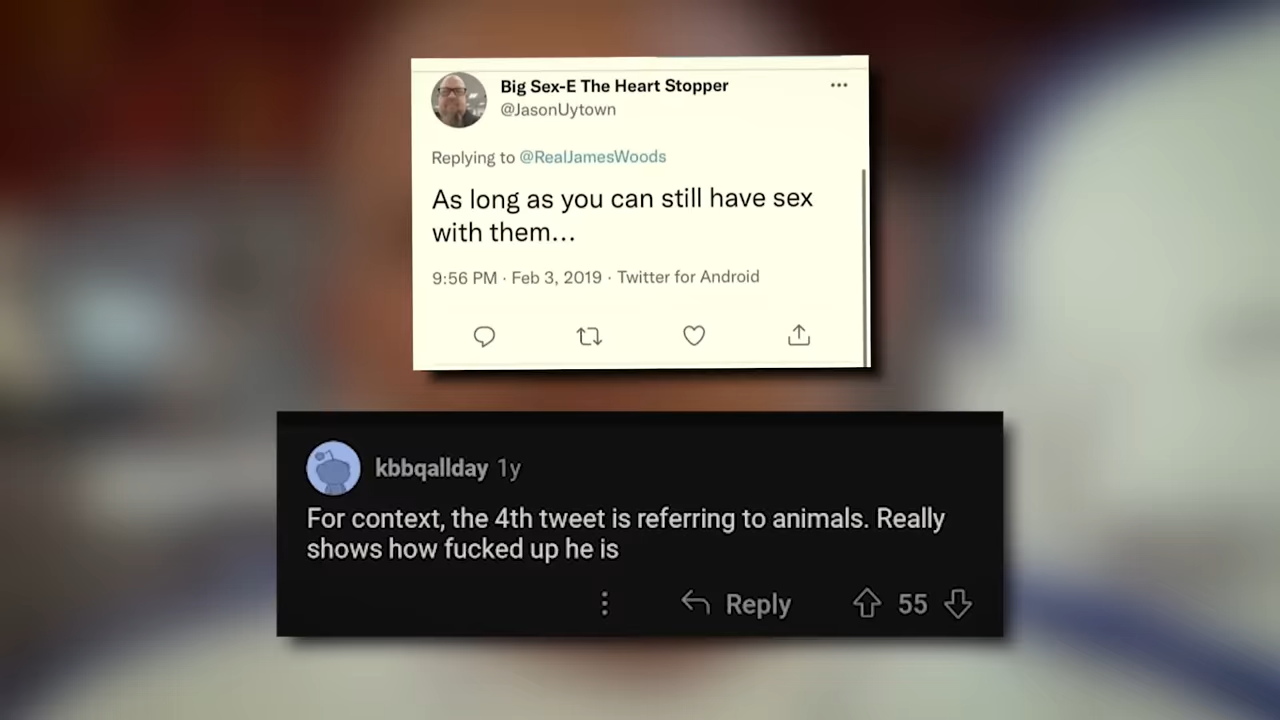 Big Sex-E The Heart Stopper
@JasonUytown
Replying to @RealJamesWoods
As long as you can still have sex
with them...
9:56 PM · Feb 3, 2019 · Twitter for Android
kbbqallday 1y
For context, the 4th tweet is referring to animals. Really
shows how fucked up he is
Reply 55